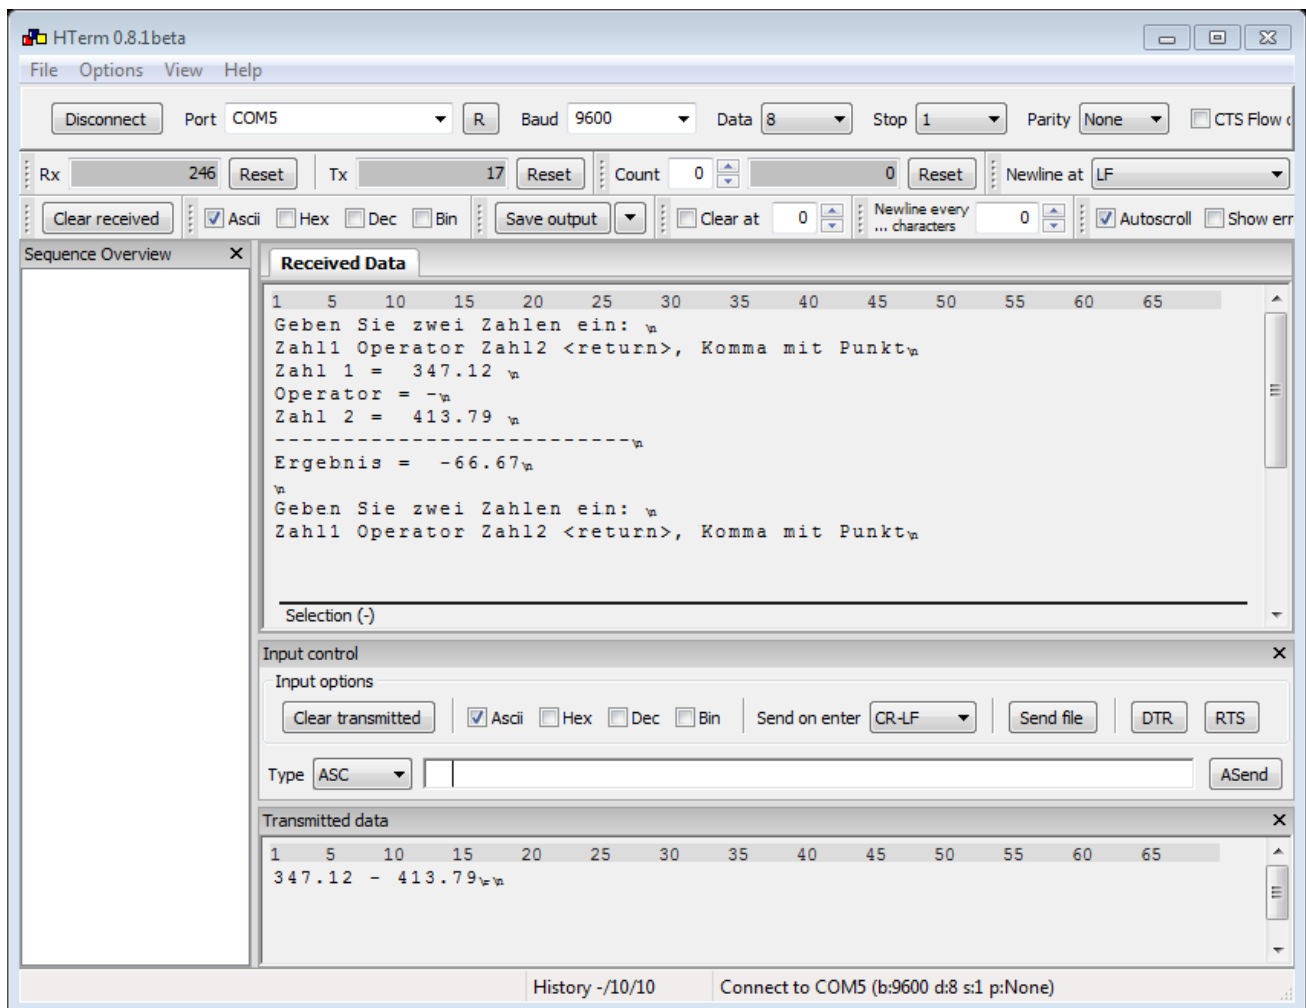 HTerm 0.8.1beta
File Options View Help
Disconnect Port COM5 R Baud 9600 Data 8 Stop 1 Parity None CTS Flow
Rx 246 Reset Tx 17 Reset Count 0 0 Reset Newline at LF
Clear received Ascii Hex Dec Bin Save output Clear at 0 Newline every ... characters 0 Autoscroll Show err
Sequence Overview X
Received Data
1 5 10 15 20 25 30 35 40 45 50 55 60 65
Geben Sie zwei Zahlen ein: \n
Zahl1 Operator Zahl2 <return>, Komma mit Punkt\n
Zahl 1 = 347.12 \n
Operator = -\n
Zahl 2 = 413.79 \n
--------------------------\n
Ergebnis = -66.67\n
\n
Geben Sie zwei Zahlen ein: \n
Zahl1 Operator Zahl2 <return>, Komma mit Punkt\n
Selection (-)
Input control X
Input options
Clear transmitted Ascii Hex Dec Bin Send on enter CR-LF Send file DTR RTS
Type ASC ASend
Transmitted data X
1 5 10 15 20 25 30 35 40 45 50 55 60 65
347.12 - 413.79\r\n
History -/10/10 Connect to COM5 (b:9600 d:8 s:1 p:None)